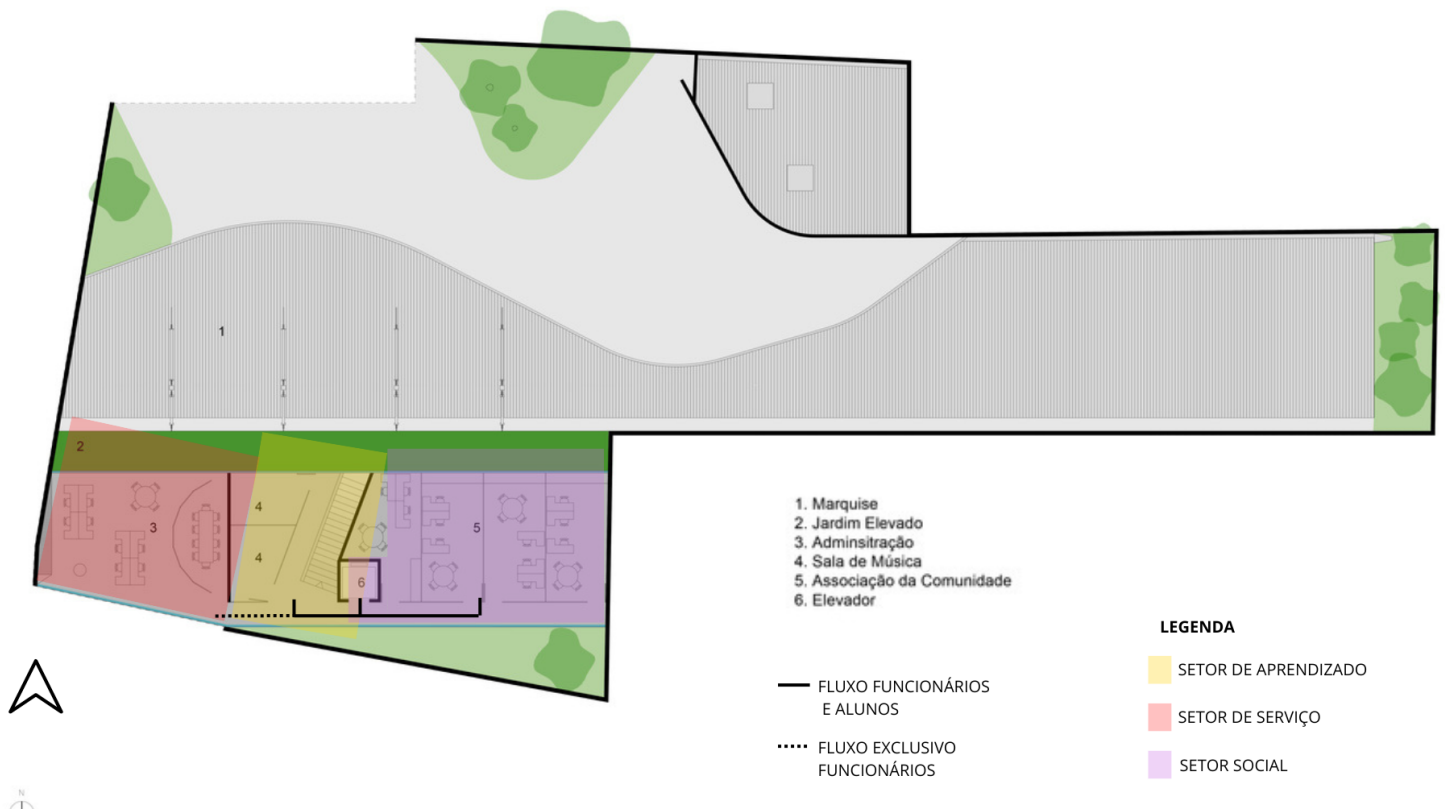 1
2
3
4
4
5
6
1. Marquise
2. Jardim Elevado
3. Adminsitração
4. Sala de Música
5. Associação da Comunidade
6. Elevador
FLUXO FUNCIONÁRIOS
E ALUNOS
FLUXO EXCLUSIVO
FUNCIONÁRIOS
LEGENDA
SETOR DE APRENDIZADO
SETOR DE SERVIÇO
SETOR SOCIAL
N